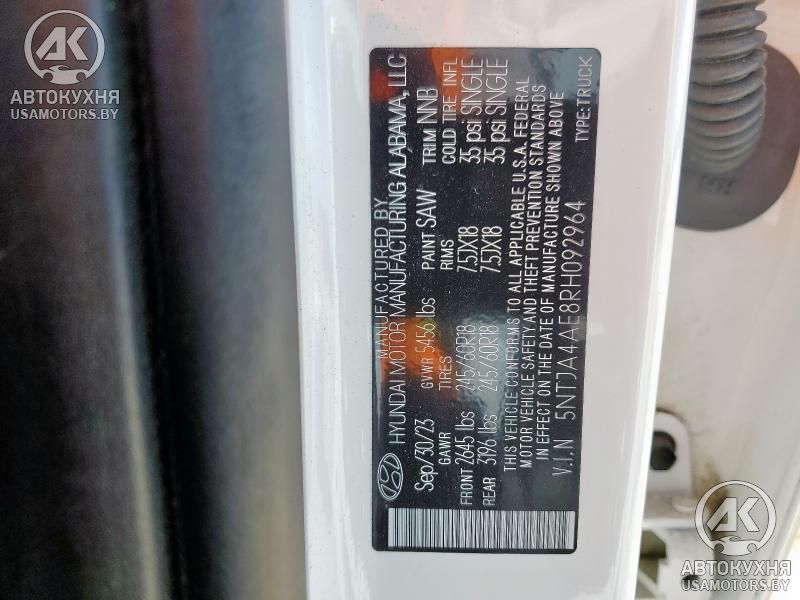 AK
АВТОКУХНЯ
USAMOTORS.BY
MANUFACTURED BY
HYUNDAI MOTOR MANUFACTURING ALABAMA, LLC
Sep/30/23 GVWR 5456 lbs PAINT SAW TRIM NNB
GAWR TIRES RIMS COLD TIRE INFL
FRONT 2645 lbs 245/60R18 7.5JX18 35 psi SINGLE
REAR 3196 lbs 245/60R18 7.5JX18 35 psi SINGLE
THIS VEHICLE CONFORMS TO ALL APPLICABLE U.S.A. FEDERAL
MOTOR VEHICLE SAFETY AND THEFT PREVENTION STANDARDS
IN EFFECT ON THE DATE OF MANUFACTURE SHOWN ABOVE
V.I.N 5NTJA4AE8RH092964 TYPE:TRUCK
AK
АВТОКУХНЯ
USAMOTORS.BY